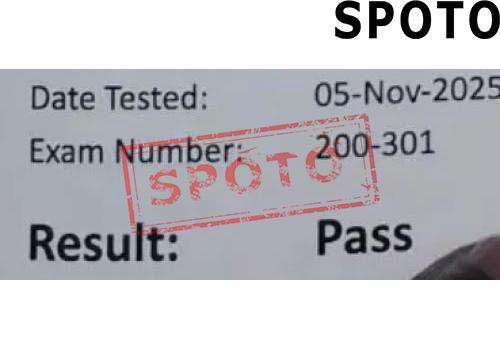 SPOTO
Date Tested: 05-Nov-2025
Exam Number: 200-301
SPOTO
Result: Pass